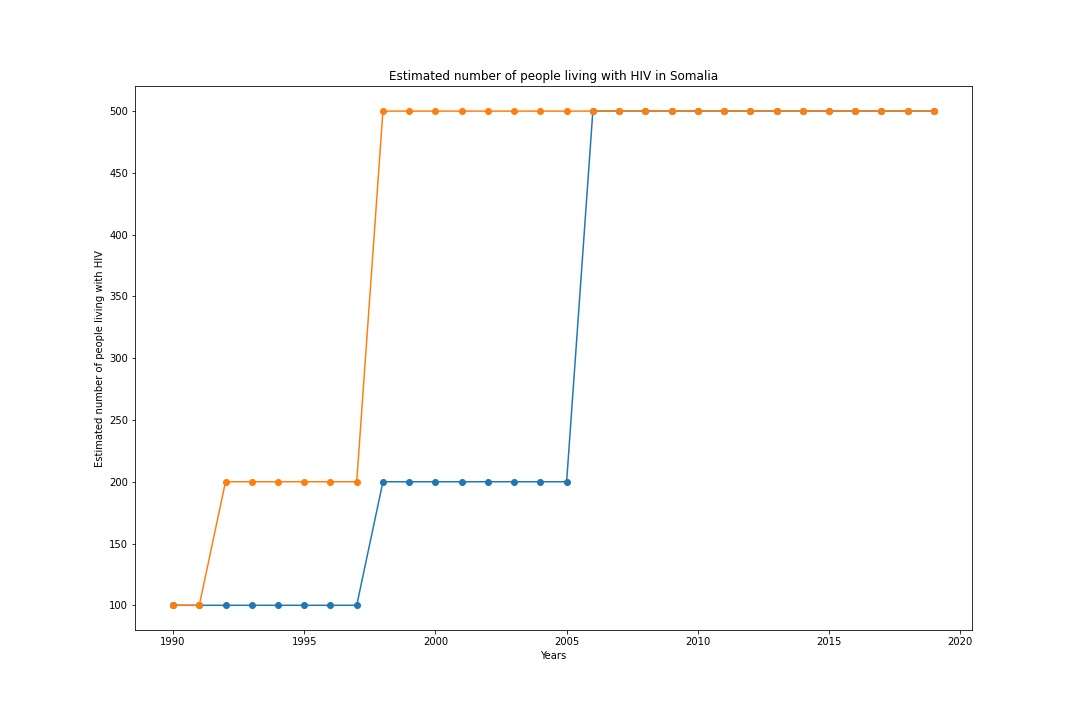 Estimated number of people living with HIV in Somalia
500
450
400
350
300
250
200
150
100
Estimated number of people living with HIV
1990 1995 2000 2005 2010 2015 2020
Years